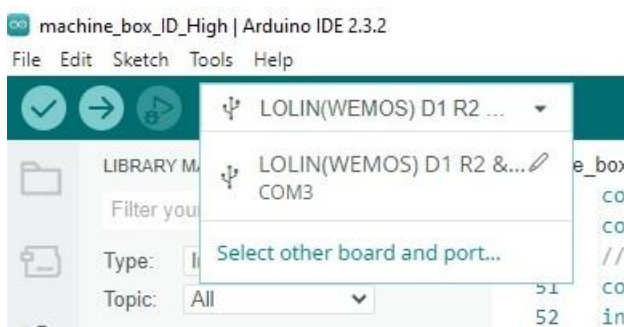 machine_box_ID_High | Arduino IDE 2.3.2
File Edit Sketch Tools Help
LOLIN(WEMOS) D1 R2 ...
LOLIN(WEMOS) D1 R2 &...
COM3
Select other board and port...
LIBRARY MA
Filter you
Type: In
Topic: All
e_box
co
co
//
51 co
52 in